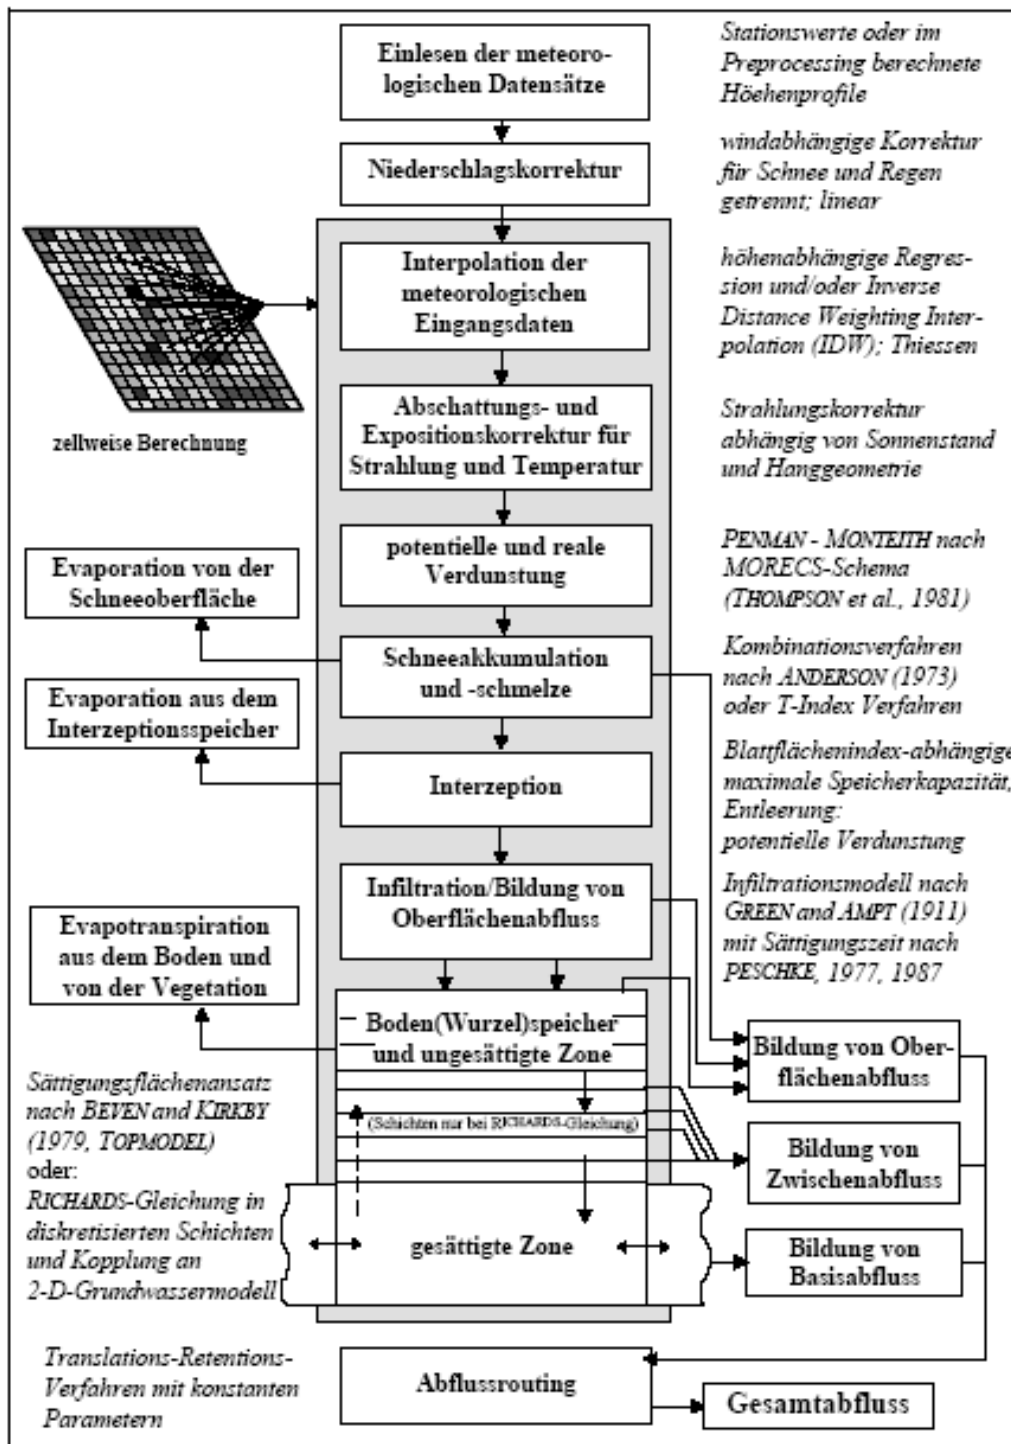 Einlesen der meteoro-
logischen Datensätze
Stationswerte oder im
Preprocessing berechnete
Höehenprofile
Niederschlagskorrektur
windabhängige Korrektur
für Schnee und Regen
getrennt; linear
Interpolation der
meteorologischen
Eingangsdaten
höhenabhängige Regres-
sion und/oder Inverse
Distance Weighting Inter-
polation (IDW); Thiessen
zellweise Berechnung
Abschattungs- und
Expositionskorrektur für
Strahlung und Temperatur
Strahlungskorrektur
abhängig von Sonnenstand
und Hanggeometrie
potentielle und reale
Verdunstung
PENMAN - MONTEITH nach
MORECS-Schema
(THOMPSON et al., 1981)
Evaporation von der
Schneeoberfläche
Schneeakkumulation
und -schmelze
Kombinationsverfahren
nach ANDERSON (1973)
oder T-Index Verfahren
Evaporation aus dem
Interzeptionsspeicher
Interzeption
Blattflächenindex-abhängige
maximale Speicherkapazität,
Entleerung:
potentielle Verdunstung
Infiltration/Bildung von
Oberflächenabfluss
Infiltrationsmodell nach
GREEN and AMPT (1911)
mit Sättigungszeit nach
PESCHKE, 1977, 1987
Evapotranspiration
aus dem Boden und
von der Vegetation
Boden(Wurzel)speicher
und ungesättigte Zone
(Schichten nur bei RICHARDS-Gleichung)
Bildung von Ober-
flächenabfluss
Bildung von
Zwischenabfluss
Sättigungsflächenansatz
nach BEVEN and KIRKBY
(1979, TOPMODEL)
oder:
RICHARDS-Gleichung in
diskretisierten Schichten
und Kopplung an
2-D-Grundwassermodell
gesättigte Zone
Bildung von
Basisabfluss
Translations-Retentions-
Verfahren mit konstanten
Parametern
Abflussrouting
Gesamtabfluss